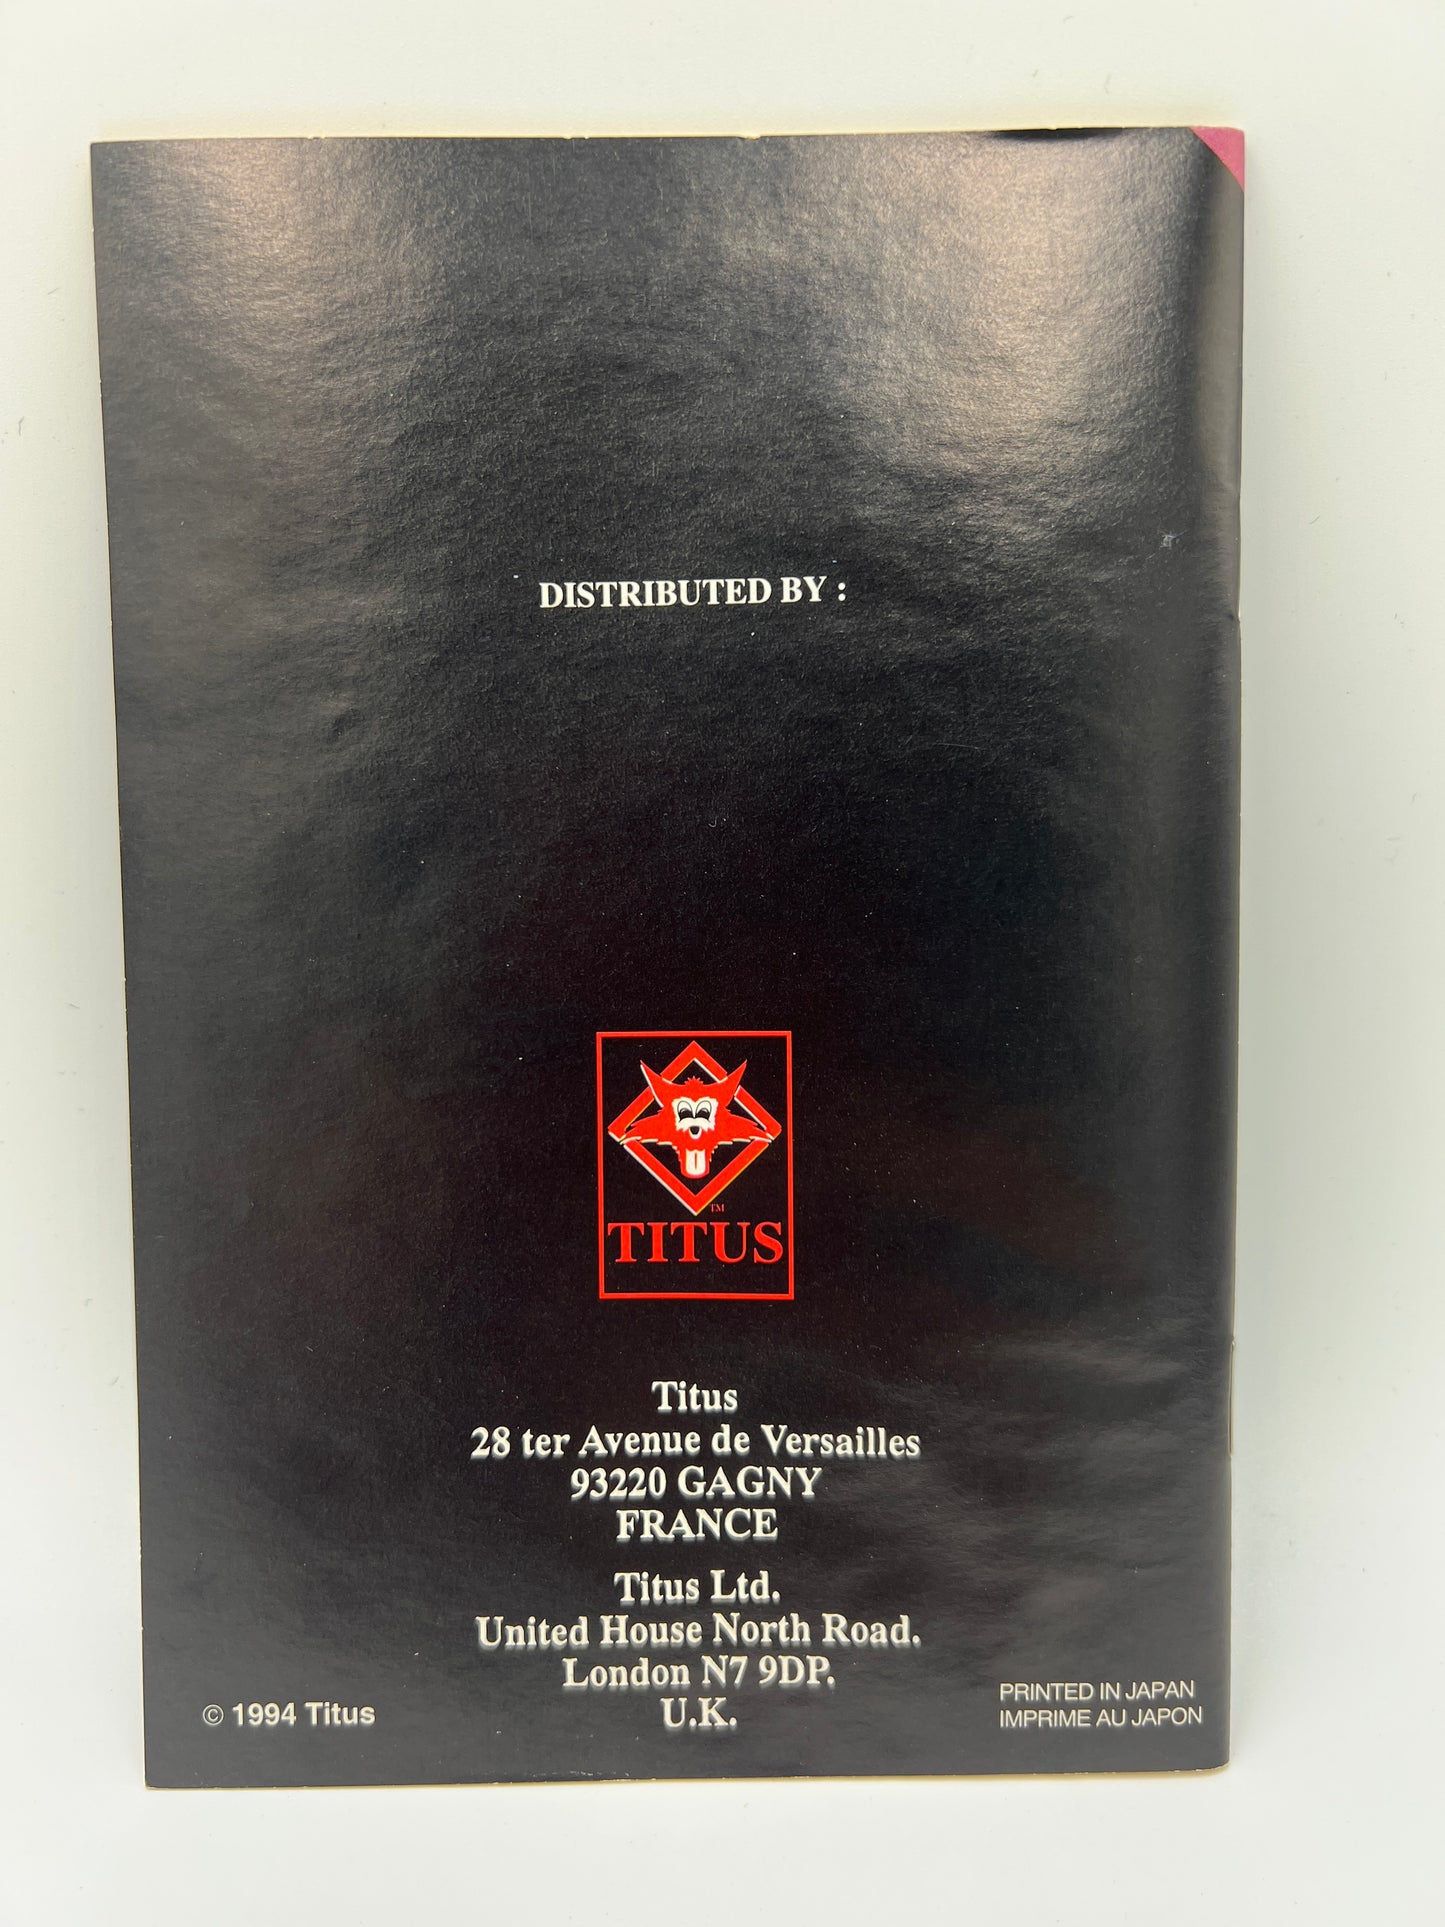 DISTRIBUTED BY :
TM
TITUS
Titus
28 ter Avenue de Versailles
93220 GAGNY
FRANCE
Titus Ltd.
United House North Road.
London N7 9DP.
U.K.
© 1994 Titus
PRINTED IN JAPAN
IMPRIME AU JAPON